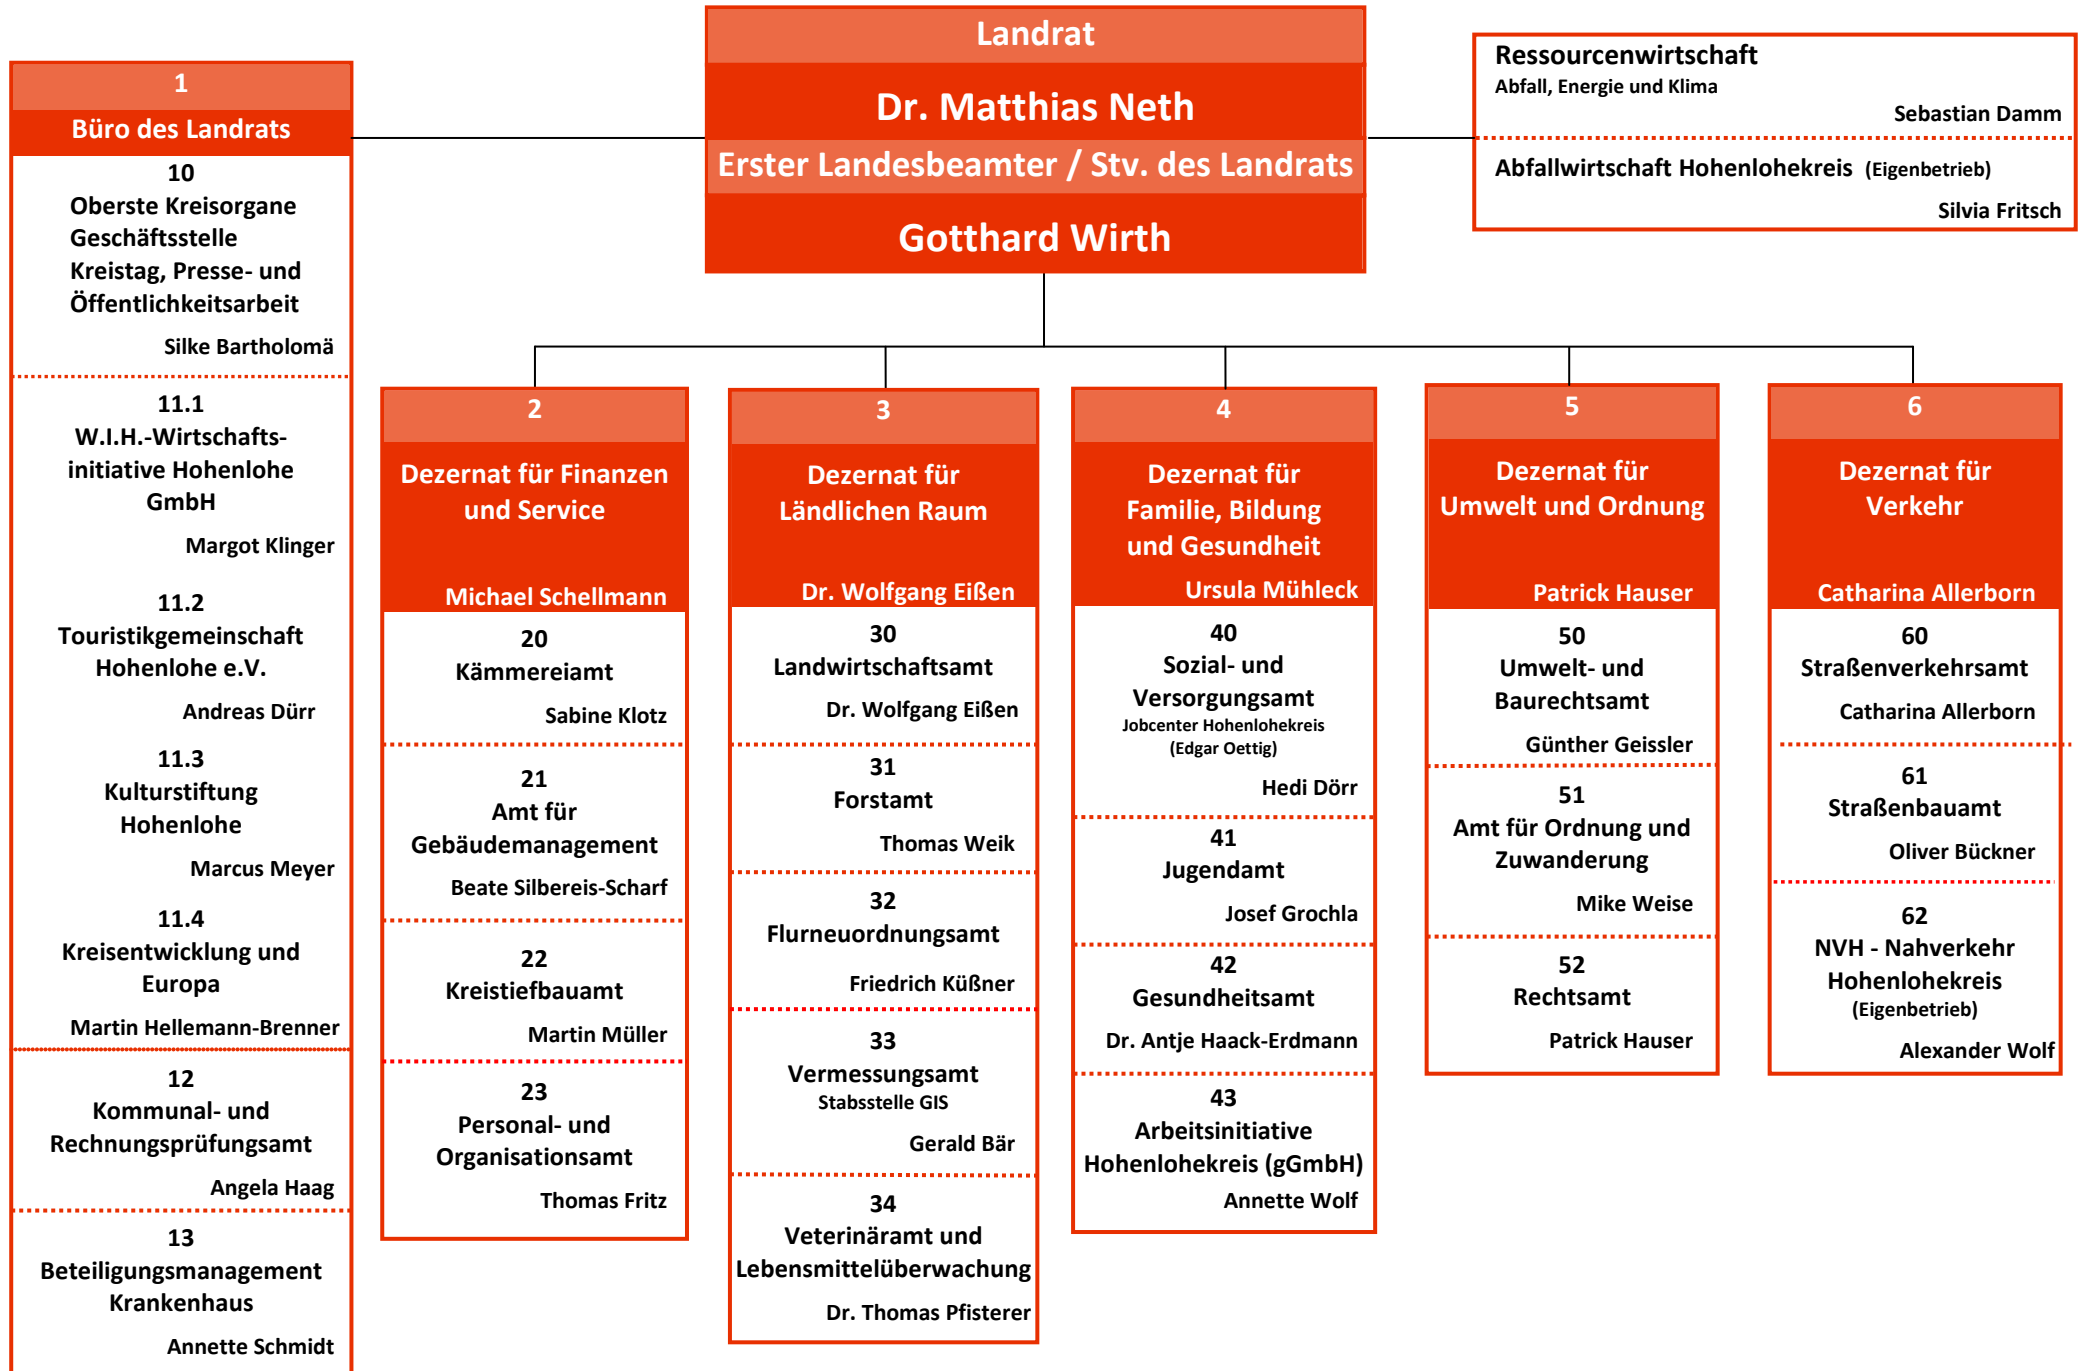 Landrat
Dr. Matthias Neth
Erster Landesbeamter / Stv. des Landrats
Gotthard Wirth
Ressourcenwirtschaft
Abfall, Energie und Klima
Sebastian Damm
Abfallwirtschaft Hohenlohekreis (Eigenbetrieb)
Silvia Fritsch
1
Büro des Landrats
10
Oberste Kreisorgane
Geschäftsstelle
Kreistag, Presse- und
Öffentlichkeitsarbeit
Silke Bartholomä
11.1
W.I.H.-Wirtschafts-
initiative Hohenlohe
GmbH
Margot Klinger
11.2
Touristikgemeinschaft
Hohenlohe e.V.
Andreas Dürr
11.3
Kulturstiftung
Hohenlohe
Marcus Meyer
11.4
Kreisentwicklung und
Europa
Martin Hellemann-Brenner
12
Kommunal- und
Rechnungsprüfungsamt
Angela Haag
13
Beteiligungsmanagement
Krankenhaus
Annette Schmidt
2
Dezernat für Finanzen
und Service
Michael Schellmann
20
Kämmereiamt
Sabine Klotz
21
Amt für
Gebäudemanagement
Beate Silbereis-Scharf
22
Kreistiefbauamt
Martin Müller
23
Personal- und
Organisationsamt
Thomas Fritz
3
Dezernat für
Ländlichen Raum
Dr. Wolfgang Eißen
30
Landwirtschaftsamt
Dr. Wolfgang Eißen
31
Forstamt
Thomas Weik
32
Flurneuordnungsamt
Friedrich Küßner
33
Vermessungsamt
Stabsstelle GIS
Gerald Bär
34
Veterinäramt und
Lebensmittelüberwachung
Dr. Thomas Pfisterer
4
Dezernat für
Familie, Bildung
und Gesundheit
Ursula Mühleck
40
Sozial- und
Versorgungsamt
Jobcenter Hohenlohekreis
(Edgar Oettig)
Hedi Dörr
41
Jugendamt
Josef Grochla
42
Gesundheitsamt
Dr. Antje Haack-Erdmann
43
Arbeitsinitiative
Hohenlohekreis (gGmbH)
Annette Wolf
5
Dezernat für
Umwelt und Ordnung
Patrick Hauser
50
Umwelt- und
Baurechtsamt
Günther Geissler
51
Amt für Ordnung und
Zuwanderung
Mike Weise
52
Rechtsamt
Patrick Hauser
6
Dezernat für
Verkehr
Catharina Allerborn
60
Straßenverkehrsamt
Catharina Allerborn
61
Straßenbauamt
Oliver Bückner
62
NVH - Nahverkehr
Hohenlohekreis
(Eigenbetrieb)
Alexander Wolf